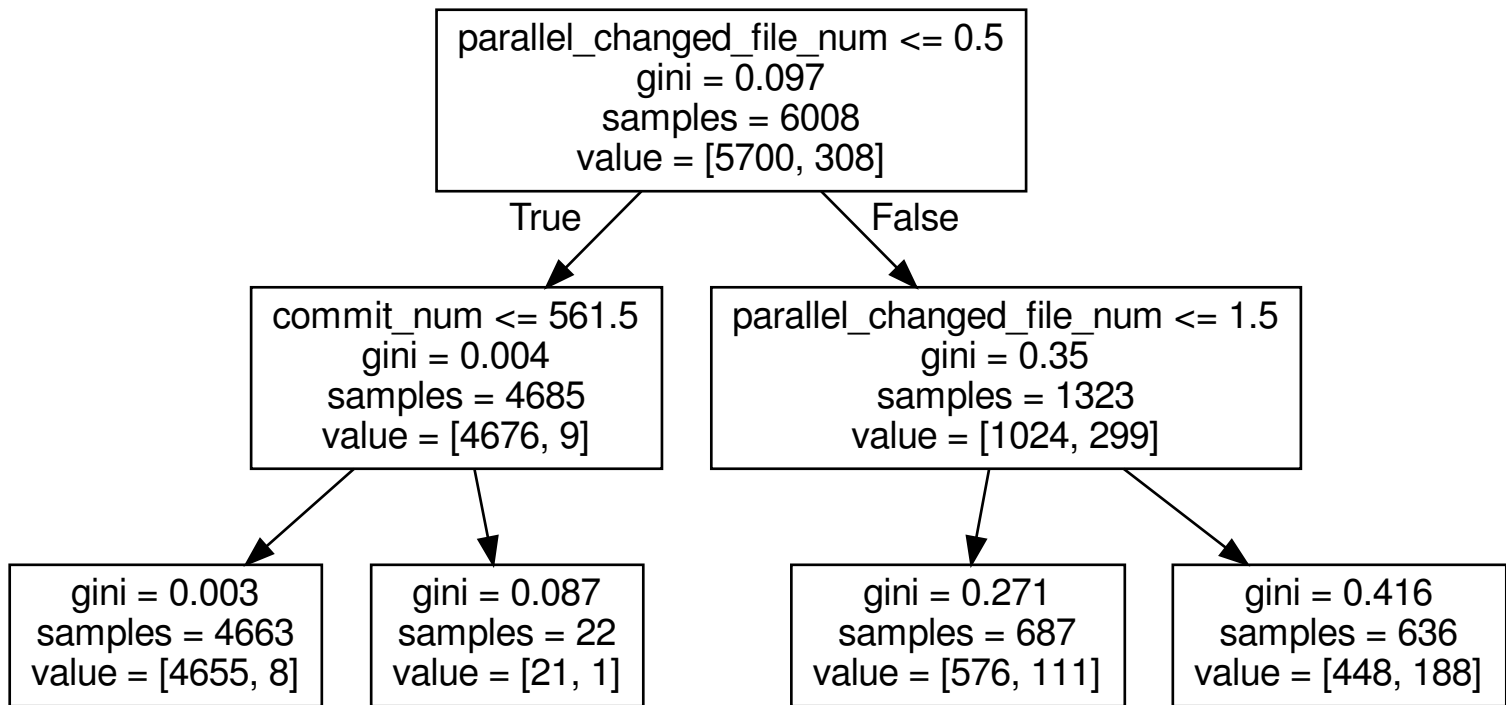 parallel_changed_file_num <= 0.5
gini = 0.097
samples = 6008
value = [5700, 308]
True
False
commit_num <= 561.5
gini = 0.004
samples = 4685
value = [4676, 9]
parallel_changed_file_num <= 1.5
gini = 0.35
samples = 1323
value = [1024, 299]
gini = 0.003
samples = 4663
value = [4655, 8]
gini = 0.087
samples = 22
value = [21, 1]
gini = 0.271
samples = 687
value = [576, 111]
gini = 0.416
samples = 636
value = [448, 188]